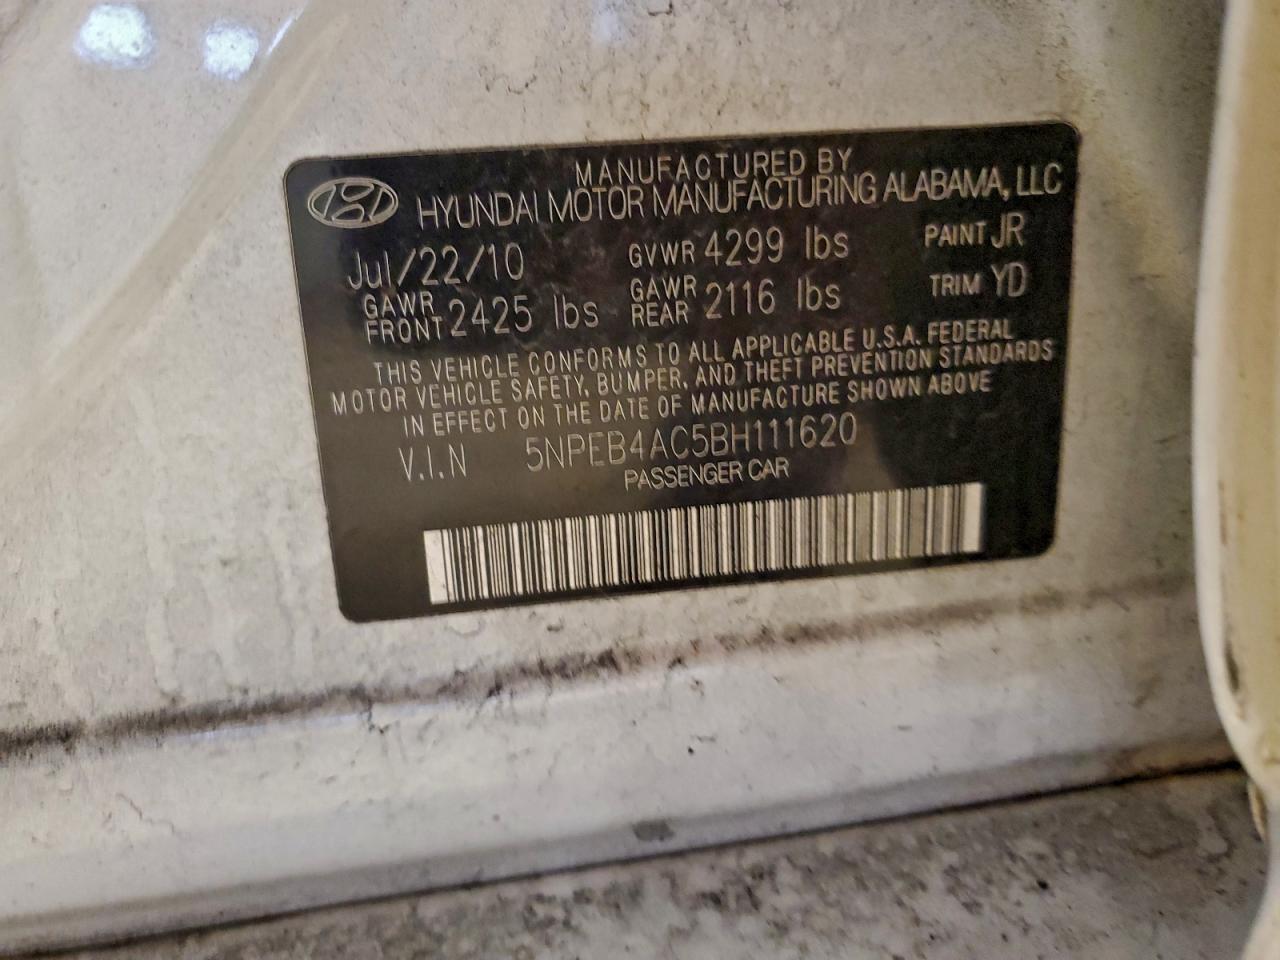 MANUFACTURED BY
HYUNDAI MOTOR MANUFACTURING ALABAMA, LLC
Jul/22/10 GVWR 4299 lbs PAINT JR
GAWR FRONT 2425 lbs GAWR REAR 2116 lbs TRIM YD
THIS VEHICLE CONFORMS TO ALL APPLICABLE U.S.A. FEDERAL
MOTOR VEHICLE SAFETY, BUMPER, AND THEFT PREVENTION STANDARDS
IN EFFECT ON THE DATE OF MANUFACTURE SHOWN ABOVE
V.I.N 5NPEB4AC5BH111620
PASSENGER CAR